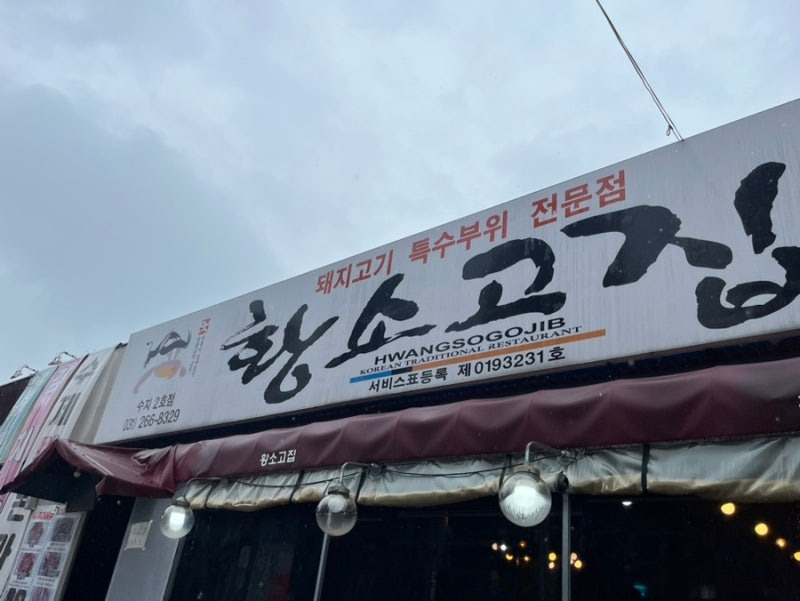 돼지고기 특수부위 전문점
황소고집
HWANGSOGOJIB
KOREAN TRADITIONAL RESTAURANT
서비스표등록 제0193231호
수지 2호점
031) 266-8329
황소고집